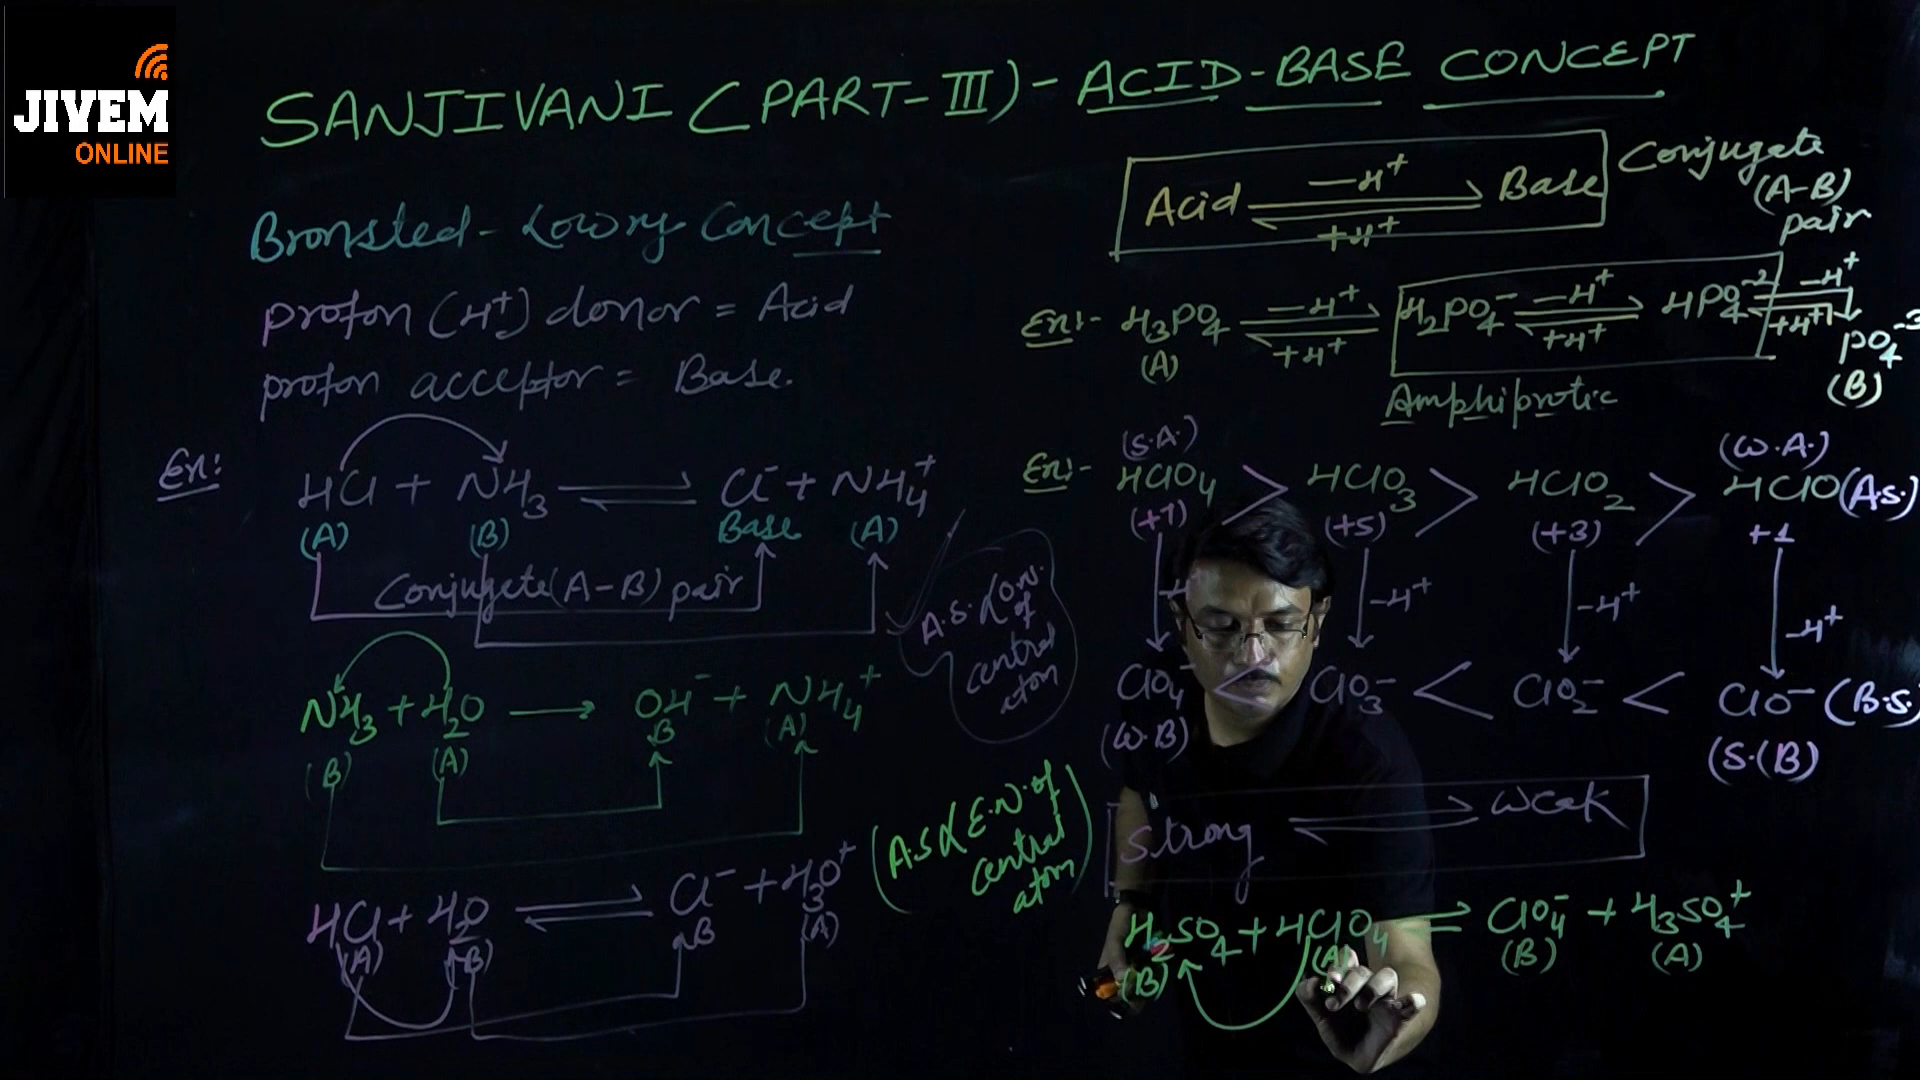 JIVEM
ONLINE
SANJIVANI (PART-III) - ACID-BASE CONCEPT
Bronsted-Lowry Concept
proton (H⁺) donor = Acid
proton acceptor = Base.
Ex:
HCl + NH₃ ⇌ Cl⁻ + NH₄⁺
(A) (B) Base (A)
Conjugate (A-B) pair
NH₃ + H₂O → OH⁻ + NH₄⁺
(B) (A) B (A)
HCl + H₂O ⇌ Cl⁻ + H₃O⁺
(A) (B) B (A)
Acid ⇌ Base
-H⁺
+H⁺
Conjugate
(A-B)
pair
Ex:- H₃PO₄ ⇌ H₂PO₄⁻ ⇌ HPO₄⁻² ⇌ PO₄⁻³
-H⁺ -H⁺ -H⁺
+H⁺ +H⁺ +H⁺
(A) (B)
Amphiprotic
(S.A.) (W.A.)
Ex:- HClO₄ > HClO₃ > HClO₂ > HClO (A.S.)
(+7) (+5) (+3) +1
-H⁺ -H⁺ -H⁺
ClO₄⁻ < ClO₃⁻ < ClO₂⁻ < ClO⁻ (B.S.)
(W.B) (S.(B)
A.S. ∝ O.N.
of
central
atom
(A.S ∝ E.N. of
central
atom)
Strong ⇌ Weak
H₂SO₄ + HClO₄ ⇌ ClO₄⁻ + H₃SO₄⁺
(B) (A) (B) (A)